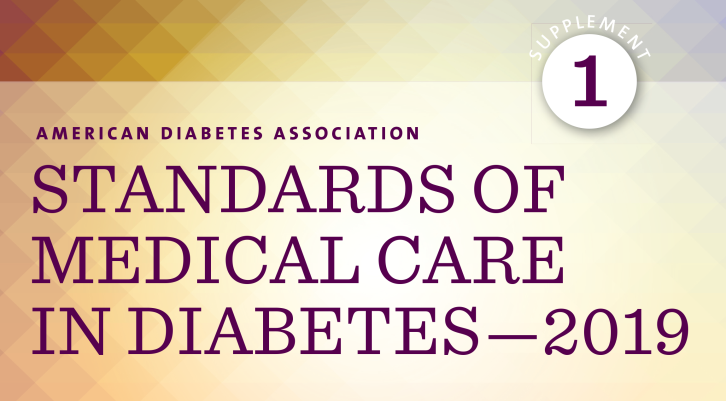 SUPPLEMENT
1
AMERICAN DIABETES ASSOCIATION
STANDARDS OF
MEDICAL CARE
IN DIABETES—2019